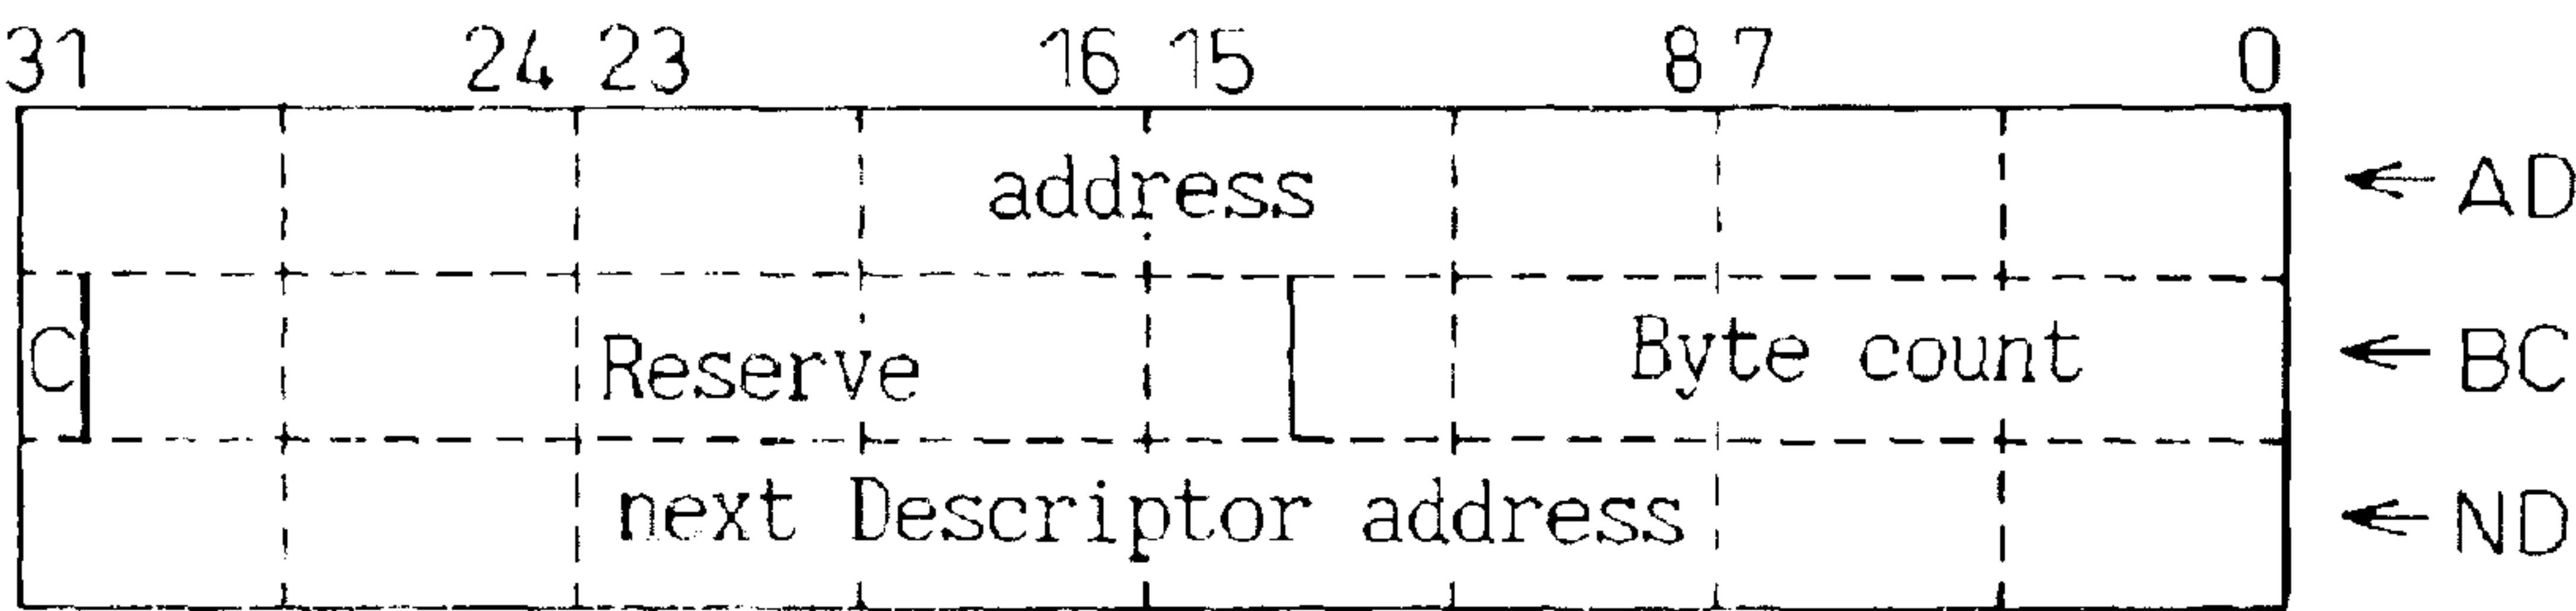 31 24 23 16 15 8 7 0
address ← AD
C Reserve Byte count ← BC
next Descriptor address ← ND